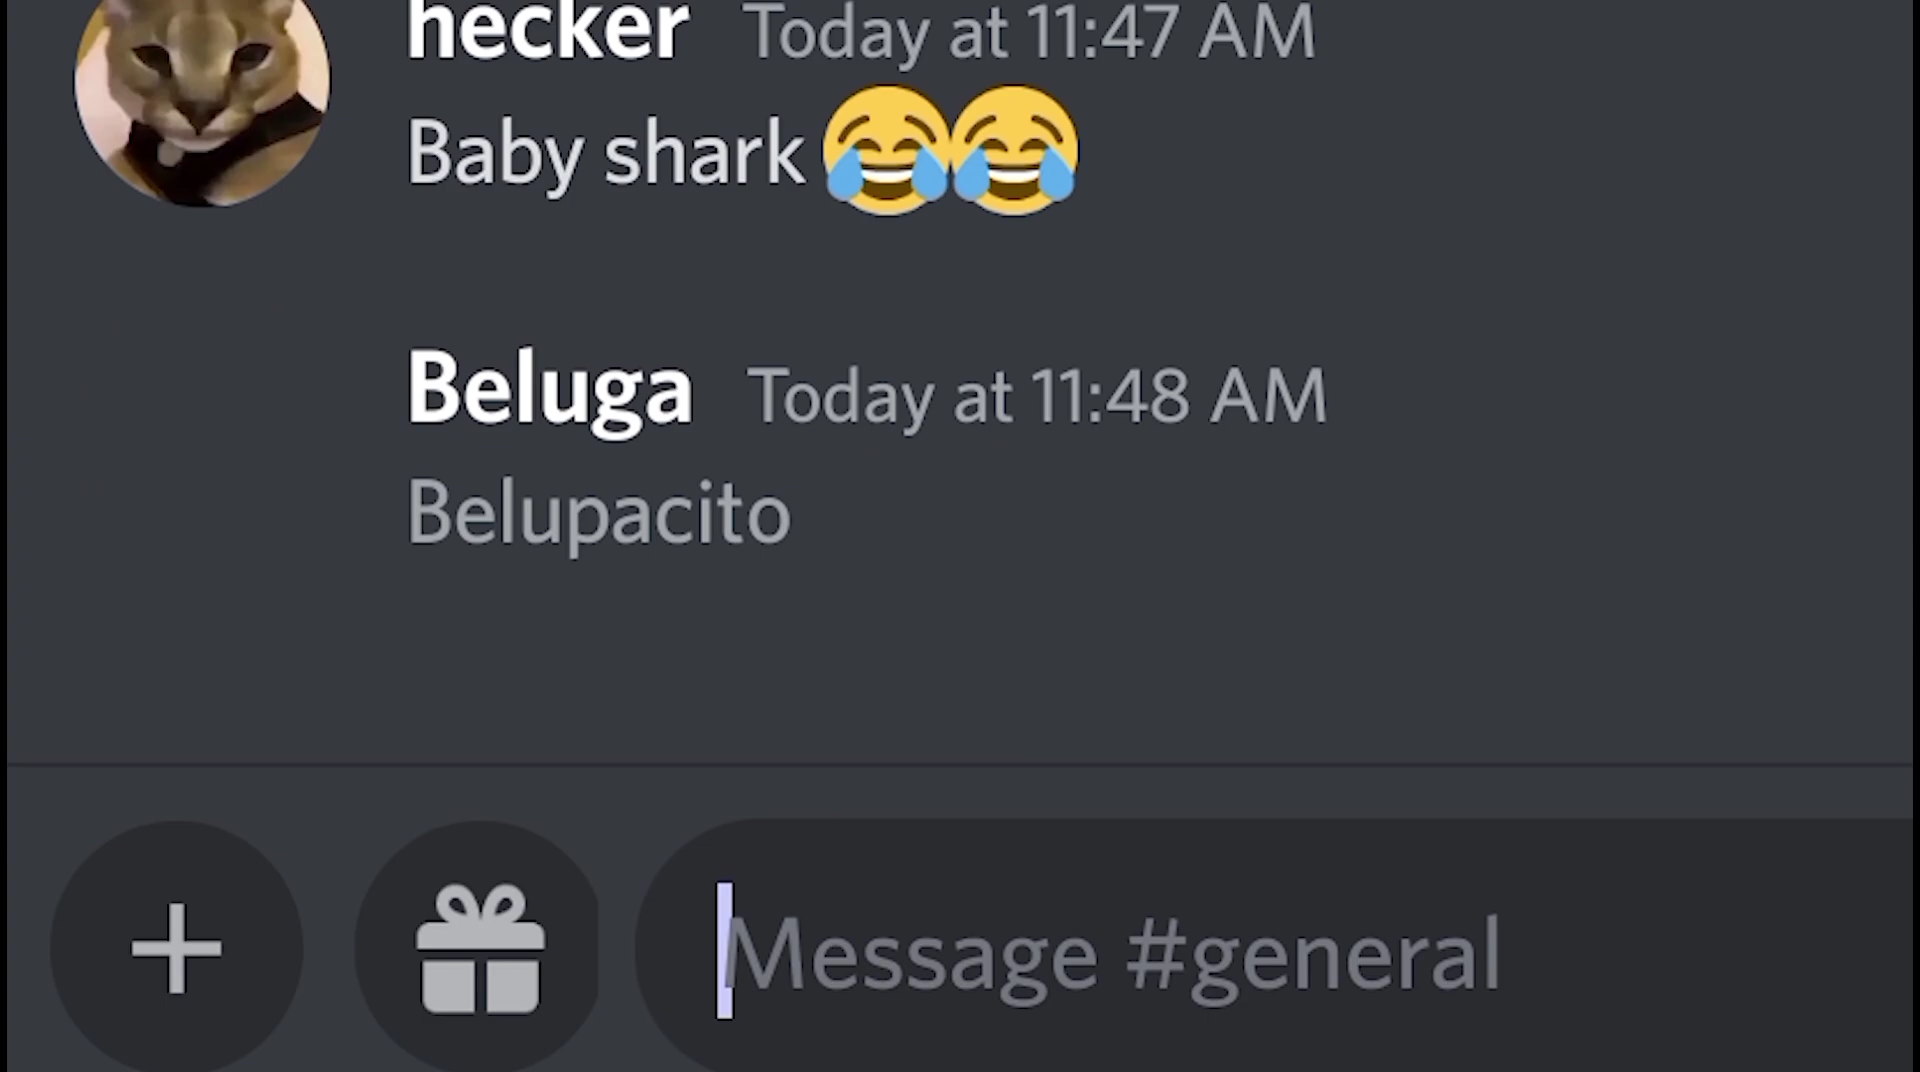 hecker Today at 11:47 AM
Baby shark 😂😂
Beluga Today at 11:48 AM
Belupacito
Message #general